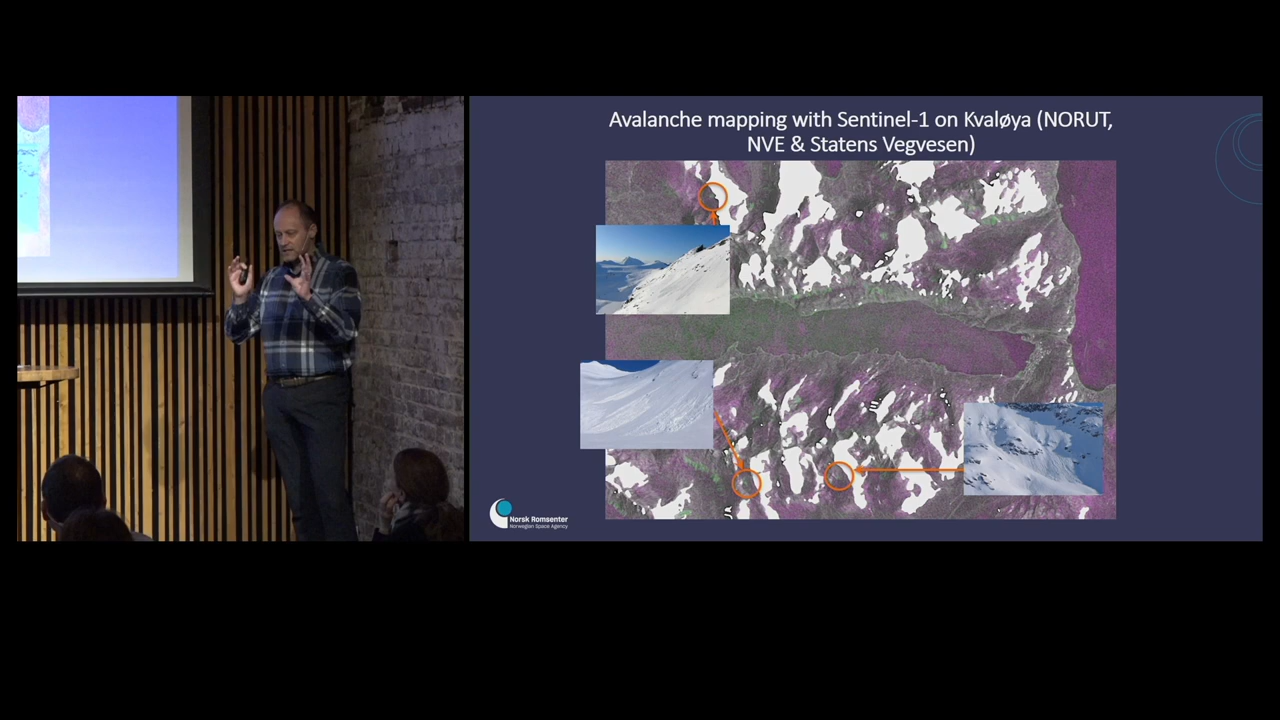 Avalanche mapping with Sentinel-1 on Kvaløya (NORUT,
NVE & Statens Vegvesen)
Norsk Romsenter
Norwegian Space Agency